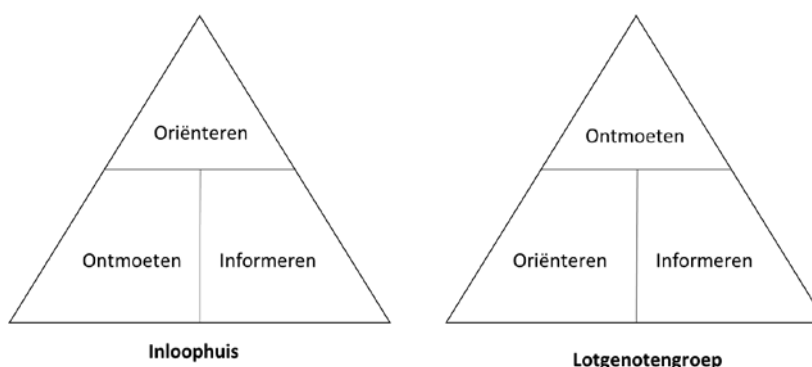 Oriënteren
Ontmoeten
Informeren
Inloophuis
Ontmoeten
Oriënteren
Informeren
Lotgenotengroep